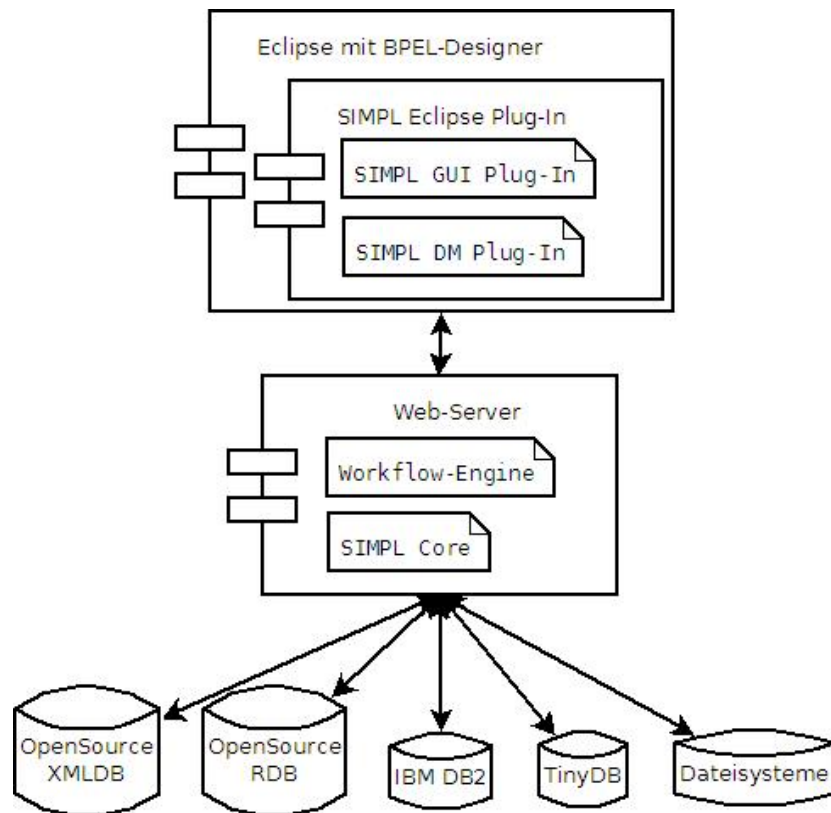 Eclipse mit BPEL-Designer
SIMPL Eclipse Plug-In
SIMPL GUI Plug-In
SIMPL DM Plug-In
Web-Server
Workflow-Engine
SIMPL Core
OpenSource
XMLDB
OpenSource
RDB
IBM DB2
TinyDB
Dateisysteme